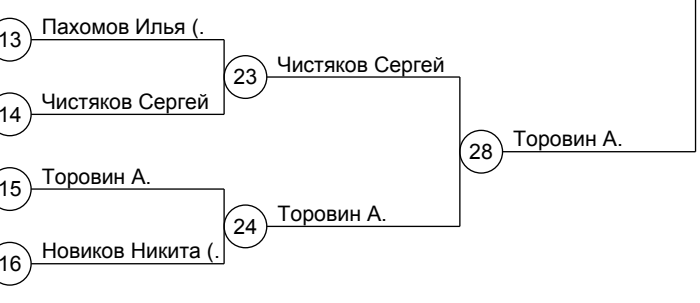 13 Пахомов Илья (.
23 Чистяков Сергей
14 Чистяков Сергей
28 Торовин А.
15 Торовин А.
24 Торовин А.
16 Новиков Никита (.